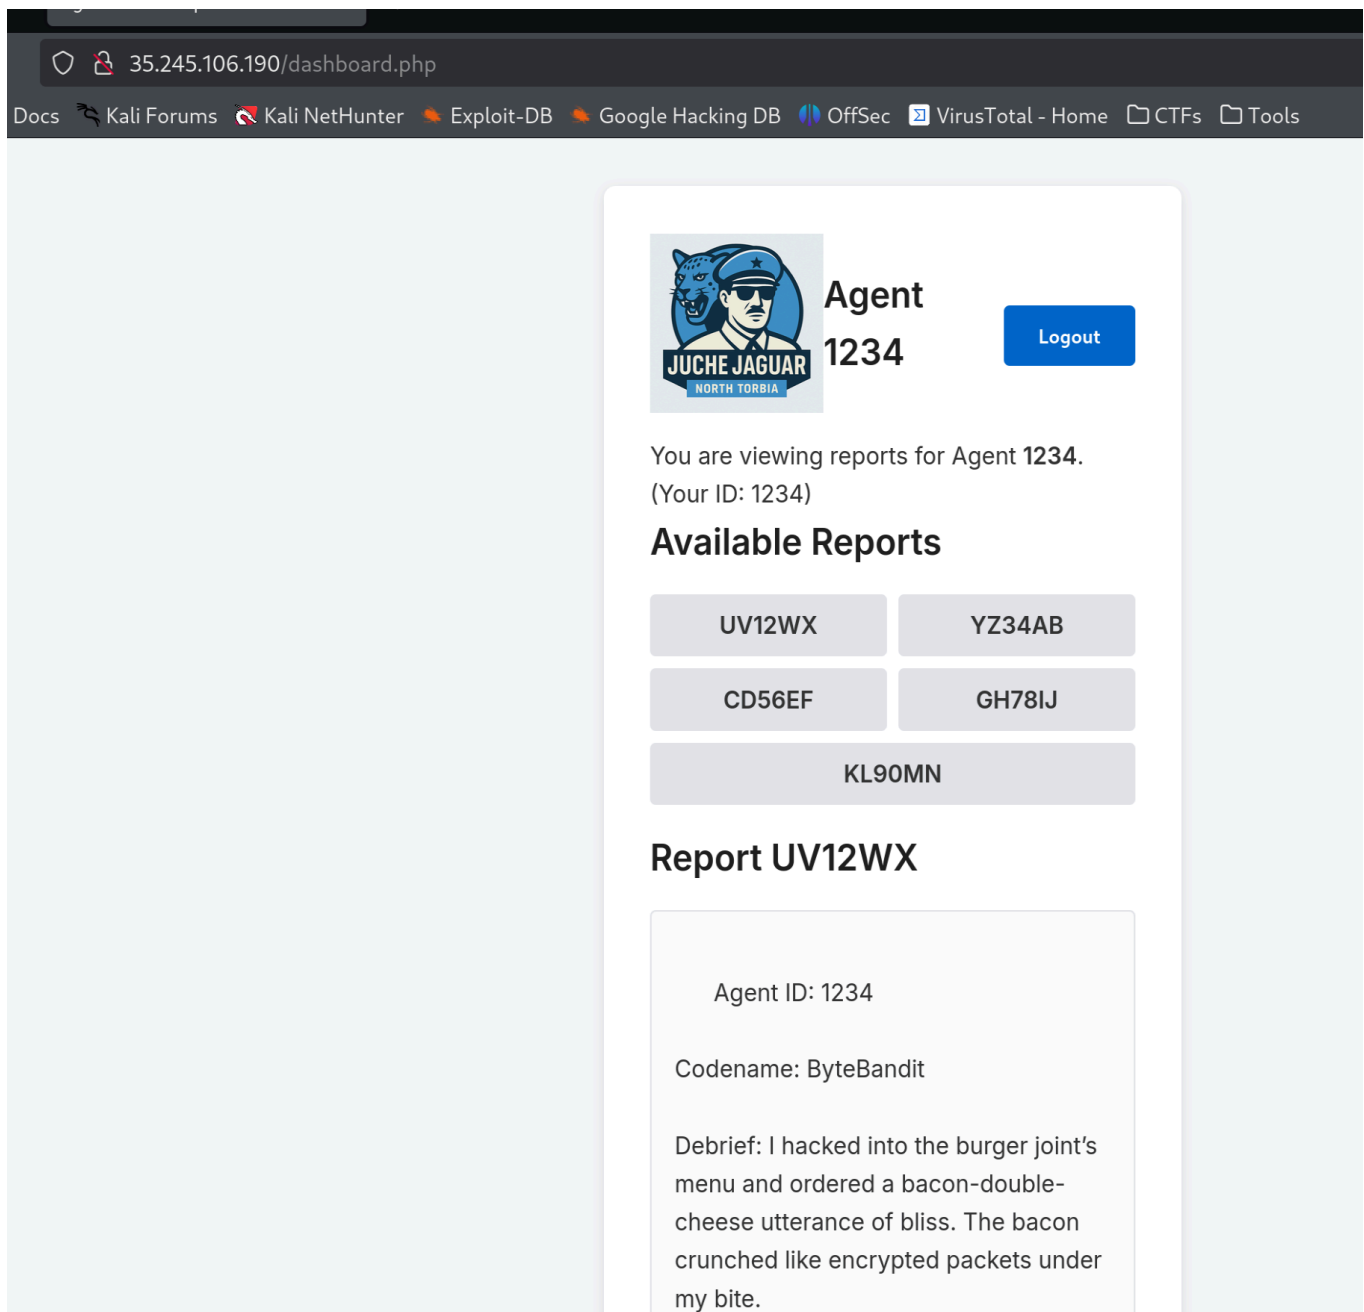 35.245.106.190/dashboard.php
Docs Kali Forums Kali NetHunter Exploit-DB Google Hacking DB OffSec VirusTotal - Home CTFs Tools
JUCHE JAGUAR
NORTH TORBIA
Agent
1234
Logout
You are viewing reports for Agent 1234.
(Your ID: 1234)
Available Reports
UV12WX YZ34AB
CD56EF GH78IJ
KL90MN
Report UV12WX
Agent ID: 1234
Codename: ByteBandit
Debrief: I hacked into the burger joint’s
menu and ordered a bacon-double-
cheese utterance of bliss. The bacon
crunched like encrypted packets under
my bite.